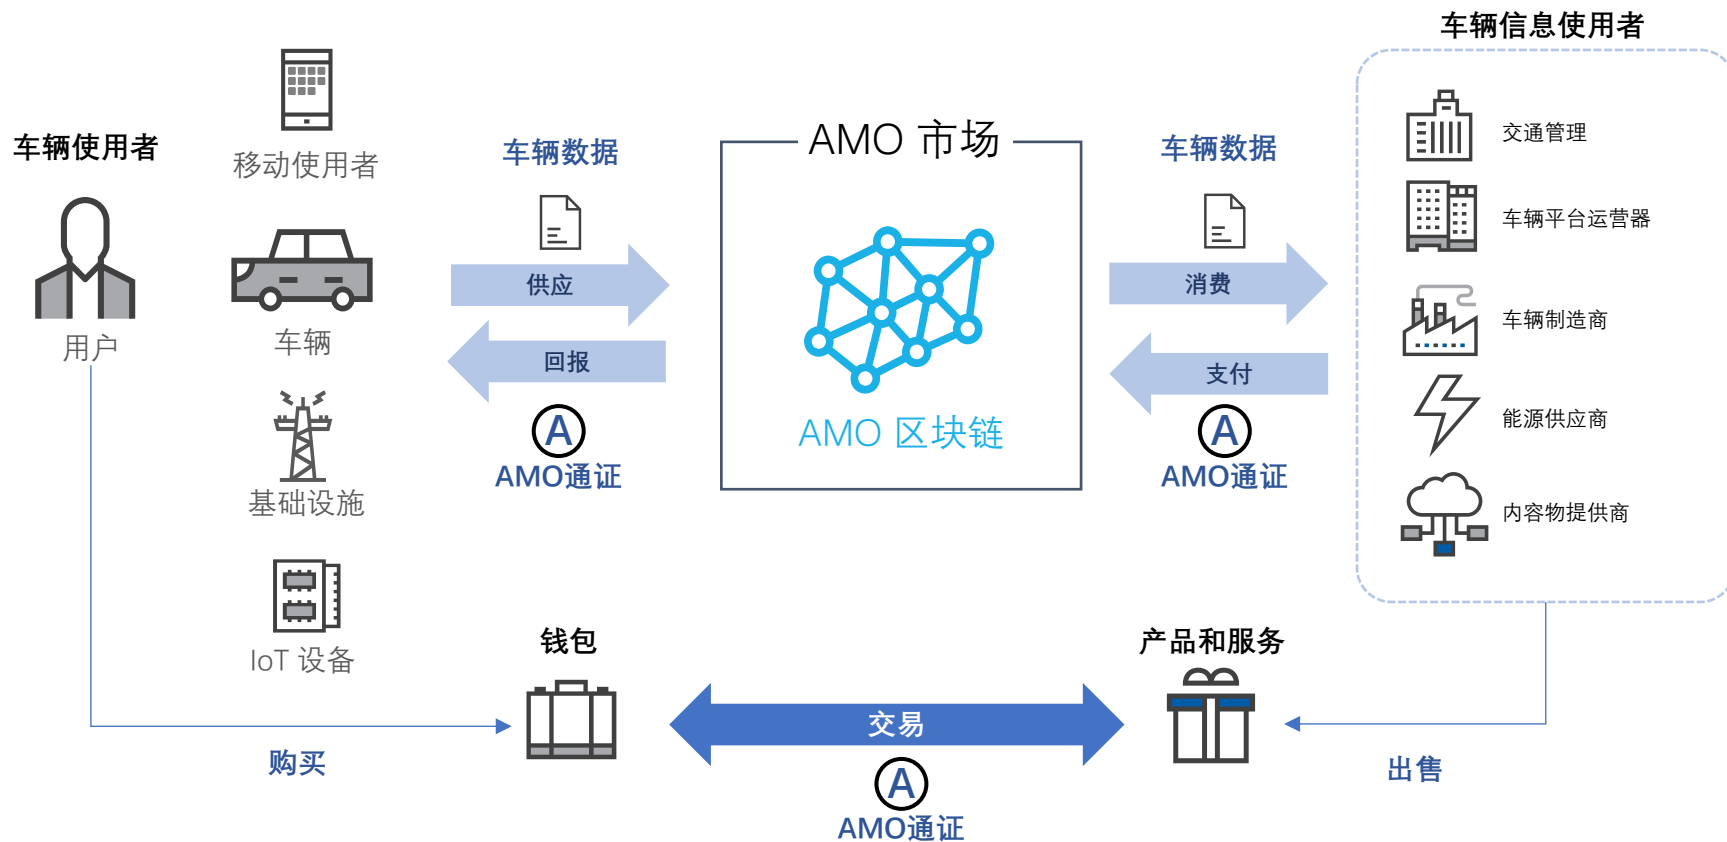 车辆信息使用者
车辆使用者
移动使用者
用户
车辆
基础设施
IoT 设备
车辆数据
供应
回报
A
AMO通证
AMO 市场
AMO 区块链
车辆数据
消费
支付
A
AMO通证
交通管理
车辆平台运营器
车辆制造商
能源供应商
内容物提供商
钱包
产品和服务
交易
购买
出售
A
AMO通证